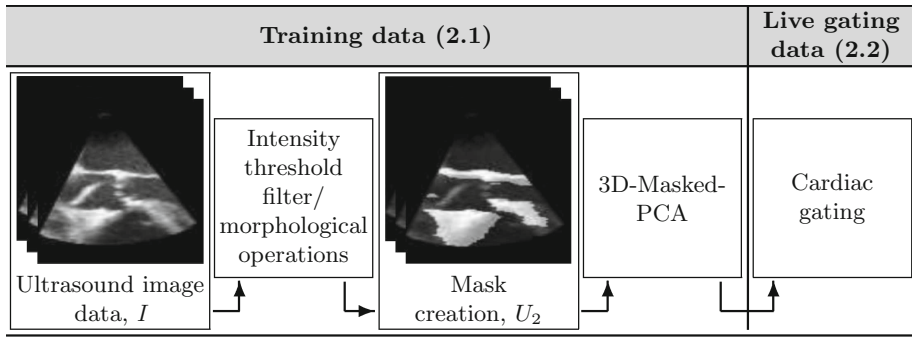 Training data (2.1)
Live gating
data (2.2)
Ultrasound image
data, I
Intensity
threshold
filter/
morphological
operations
Mask
creation, U₂
3D-Masked-
PCA
Cardiac
gating